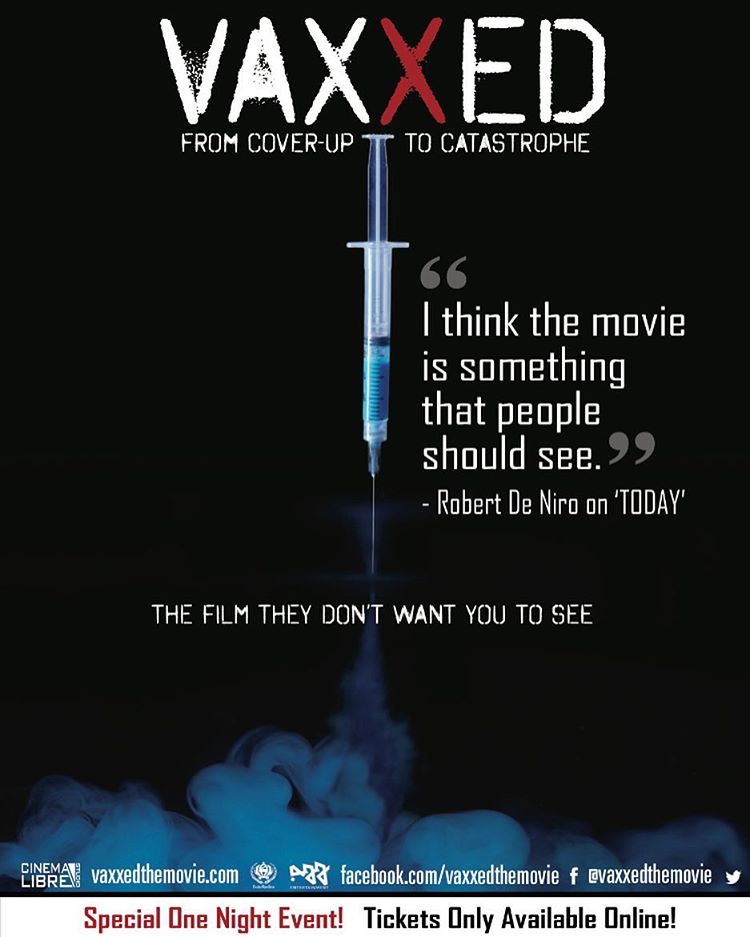 VAXXED
FROM COVER-UP TO CATASTROPHE
“
I think the movie
is something
that people
should see.”
- Robert De Niro on ‘TODAY’
THE FILM THEY DON'T WANT YOU TO SEE
CINEMA LIBRE STUDIO vaxxedthemovie.com facebook.com/vaxxedthemovie f @vaxxedthemovie
Special One Night Event! Tickets Only Available Online!